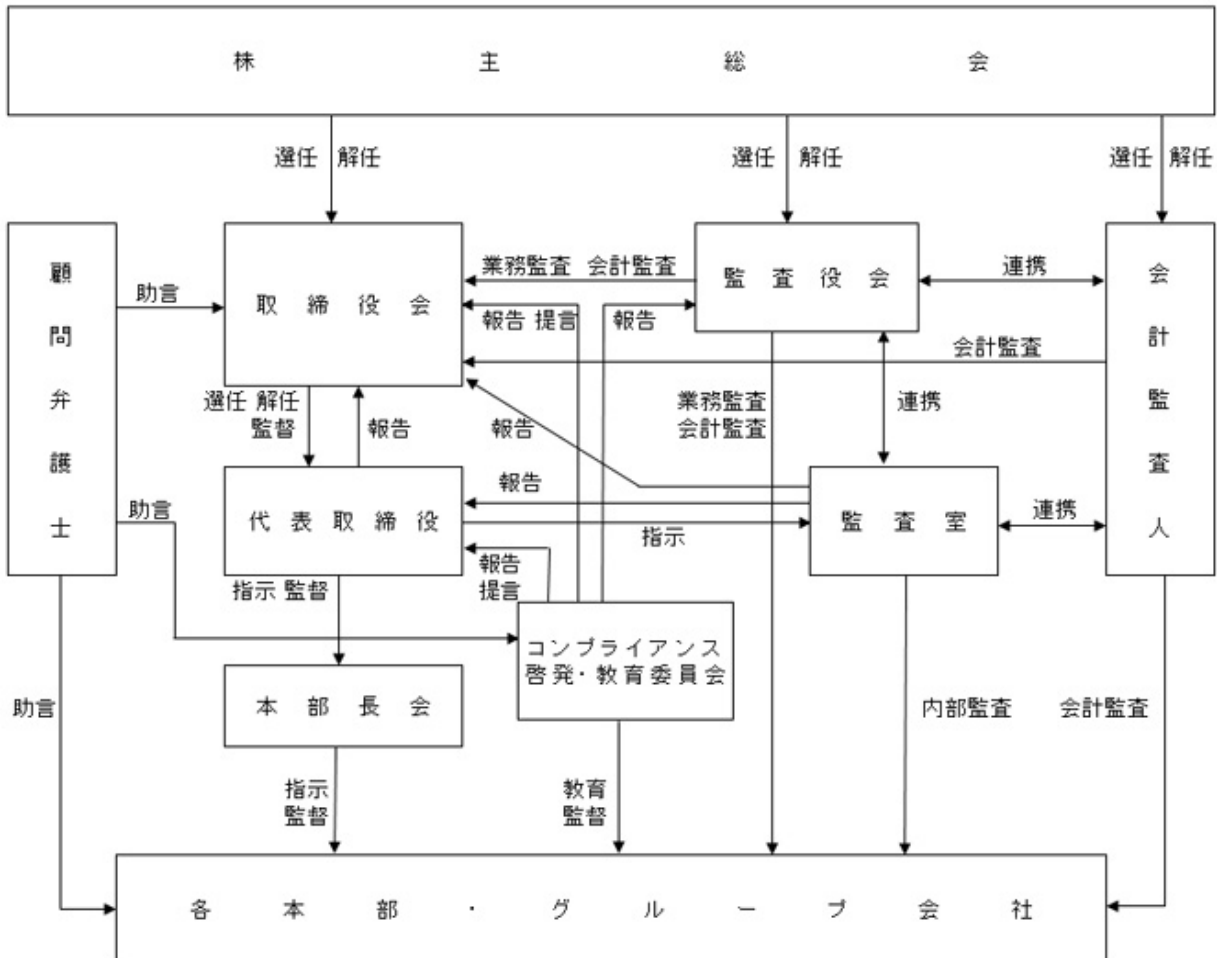 株主総会
選任 解任
選任 解任
選任 解任
顧問弁護士
取締役会
監査役会
会計監査人
助言
業務監査 会計監査
連携
報告 提言
報告
会計監査
選任 解任
監督
報告
報告
業務監査
会計監査
連携
助言
代表取締役
報告
指示
監査室
連携
報告
提言
指示 監督
コンプライアンス
啓発・教育委員会
本部長会
助言
内部監査
会計監査
指示
監督
教育
監督
各本部・グループ会社